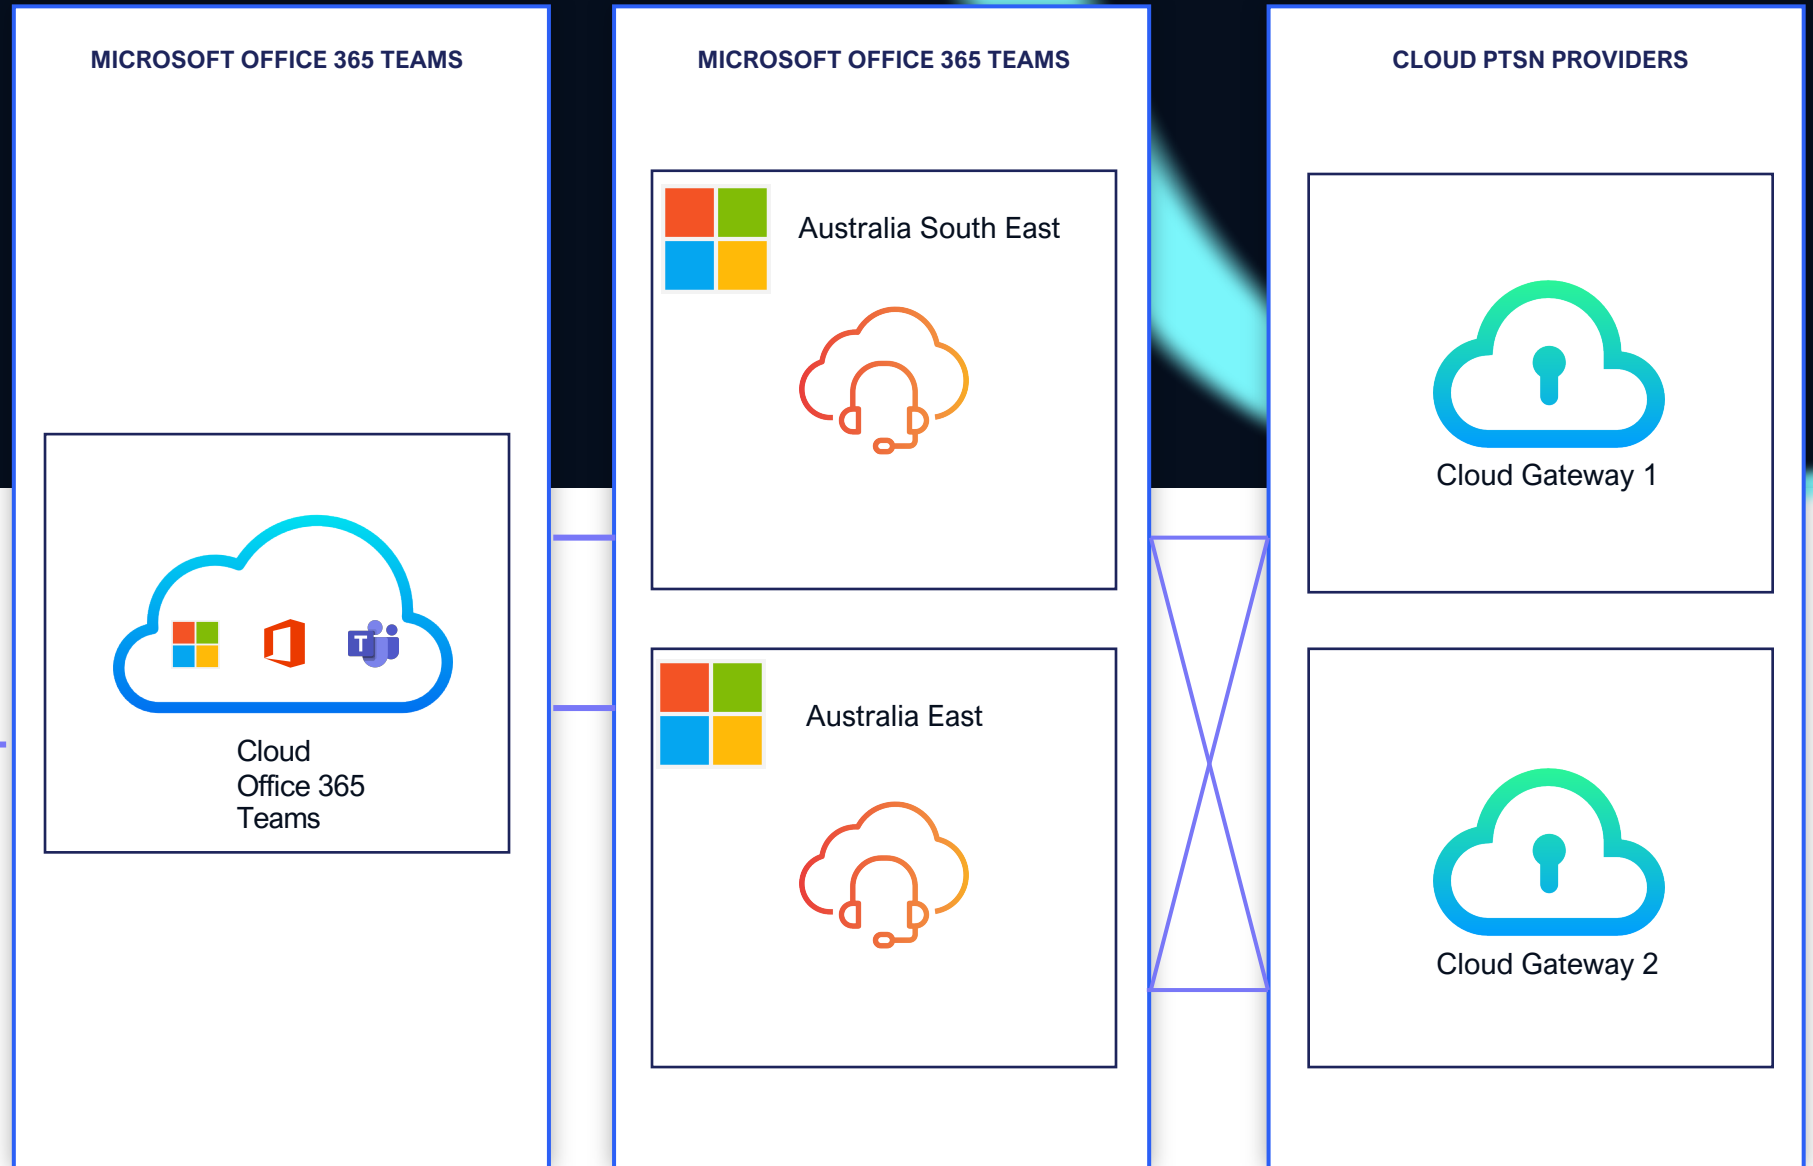 MICROSOFT OFFICE 365 TEAMS
Cloud
Office 365
Teams
MICROSOFT OFFICE 365 TEAMS
Australia South East
Australia East
CLOUD PTSN PROVIDERS
Cloud Gateway 1
Cloud Gateway 2